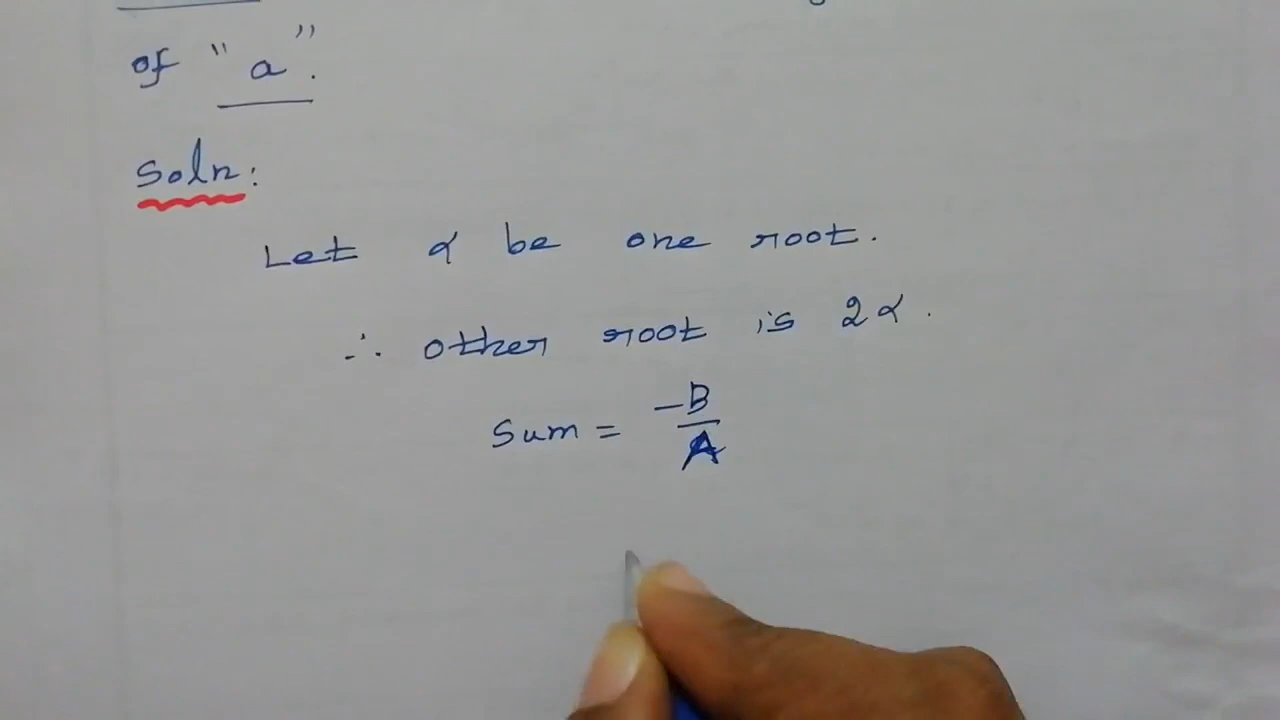 of "a".
Soln:
Let α be one root.
∴ other root is 2α.
Sum = -B/A